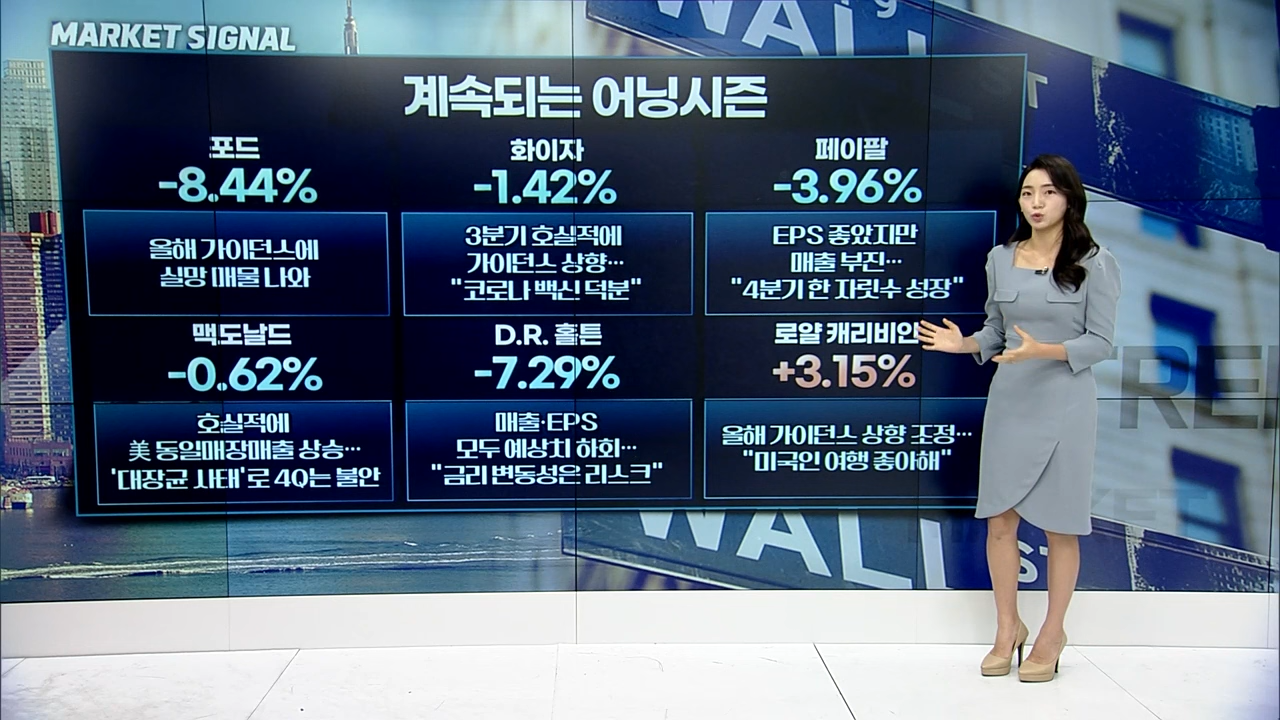 MARKET SIGNAL
계속되는 어닝시즌
포드
-8.44%
올해 가이던스에
실망 매물 나와
화이자
-1.42%
3분기 호실적에
가이던스 상향…
"코로나 백신 덕분"
페이팔
-3.96%
EPS 좋았지만
매출 부진…
"4분기 한 자릿수 성장"
맥도날드
-0.62%
호실적에
美 동일매장매출 상승…
'대장균 사태'로 4Q는 불안
D.R. 홀튼
-7.29%
매출·EPS
모두 예상치 하회…
"금리 변동성은 리스크"
로얄 캐리비안
+3.15%
올해 가이던스 상향 조정…
"미국인 여행 좋아해"
WALL
WALL ST